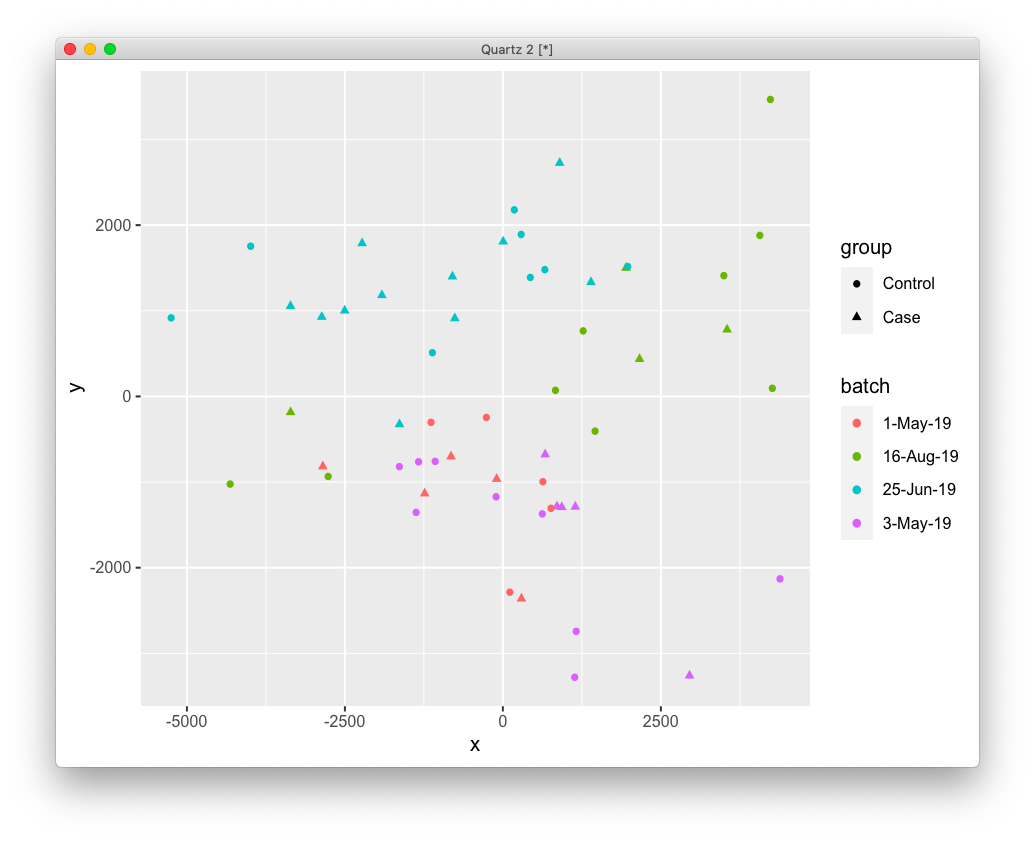 Quartz 2 [*]
y
2000
0
-2000
-5000 -2500 0 2500
x
group
Control
Case
batch
1-May-19
16-Aug-19
25-Jun-19
3-May-19